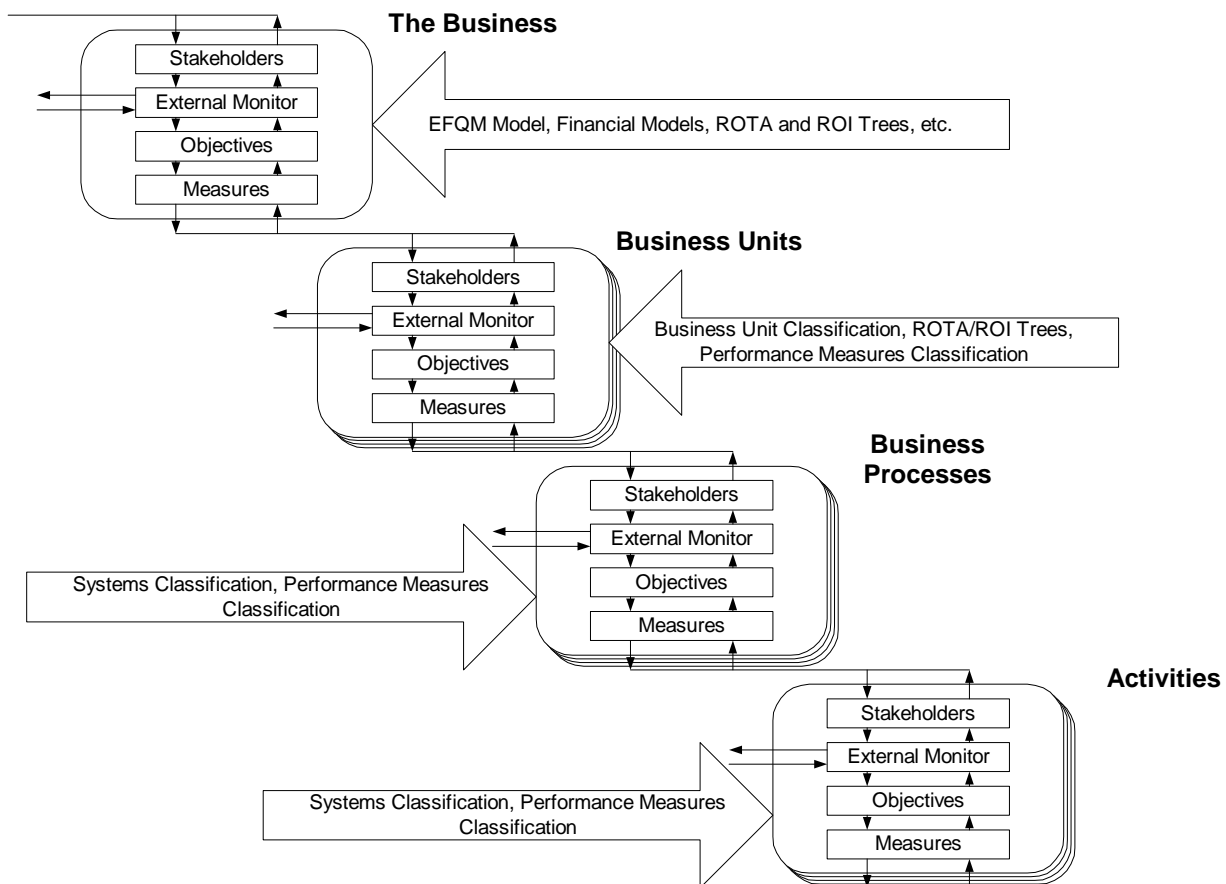 The Business
Stakeholders
External Monitor
Objectives
Measures
EFQM Model, Financial Models, ROTA and ROI Trees, etc.
Business Units
Stakeholders
External Monitor
Objectives
Measures
Business Unit Classification, ROTA/ROI Trees,
Performance Measures Classification
Business
Processes
Stakeholders
External Monitor
Objectives
Measures
Systems Classification, Performance Measures
Classification
Activities
Stakeholders
External Monitor
Objectives
Measures
Systems Classification, Performance Measures
Classification